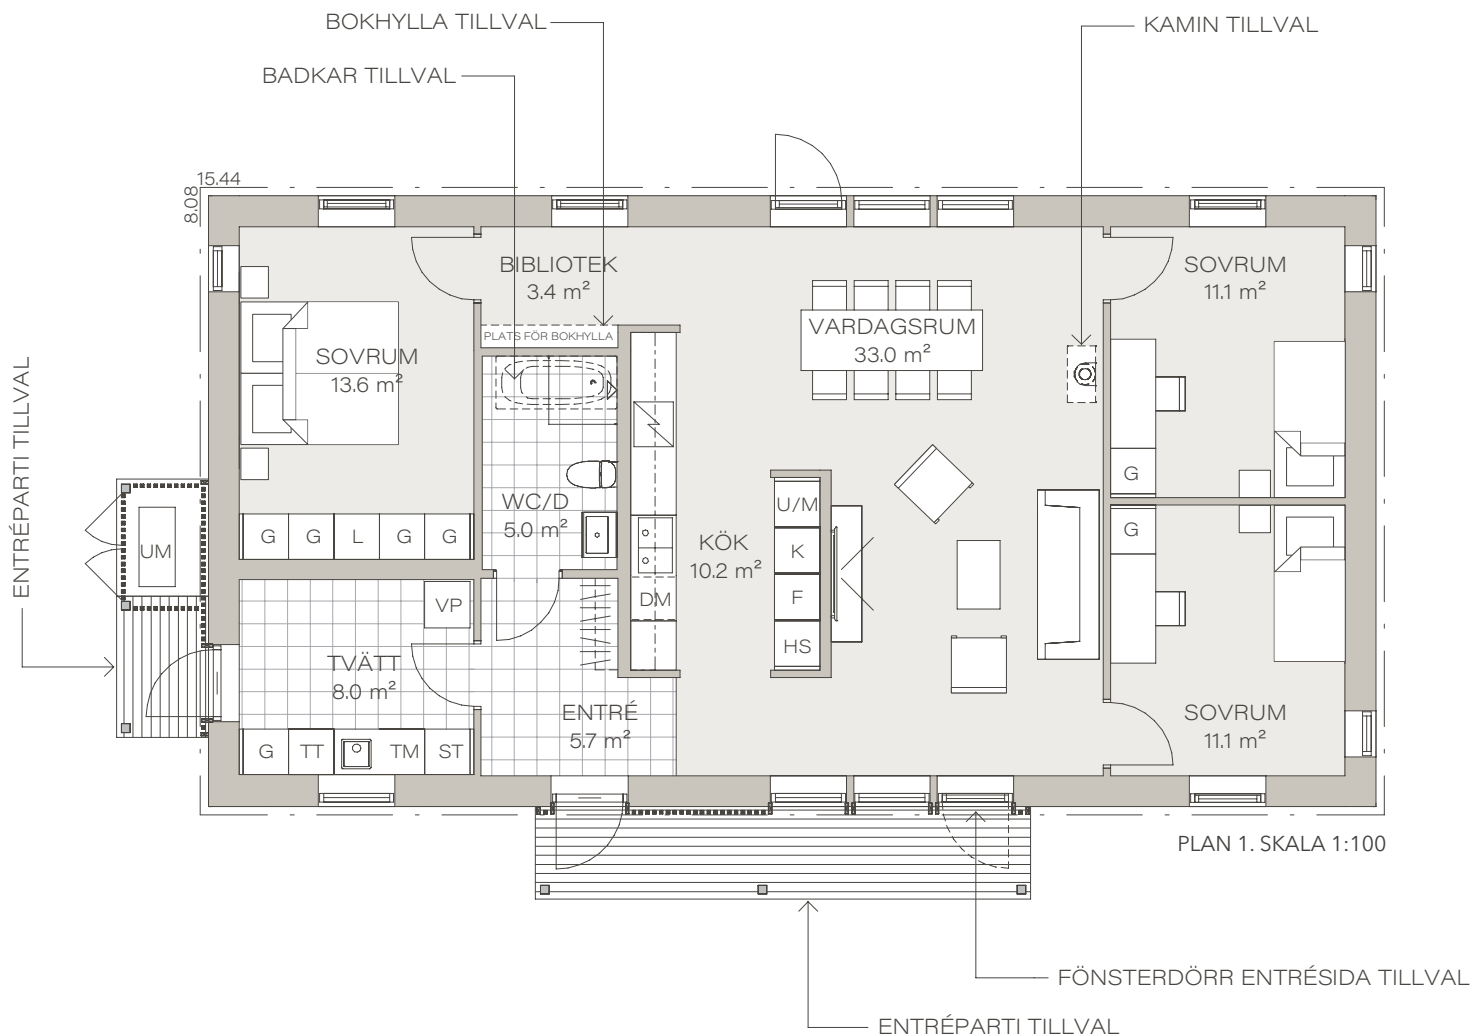 BOKHYLLA TILLVAL
KAMIN TILLVAL
BADKAR TILLVAL
15.44
8.08
BIBLIOTEK
3.4 m²
SOVRUM
11.1 m²
VARDAGSRUM
33.0 m²
PLATS FÖR BOKHYLLA
SOVRUM
13.6 m²
ENTRÉPARTI TILLVAL
G
WC/D
5.0 m²
U/M
G
G
L
G
G
UM
KÖK
10.2 m²
K
G
F
DM
VP
HS
TVÄTT
8.0 m²
ENTRÉ
5.7 m²
SOVRUM
11.1 m²
G
TT
TM
ST
PLAN 1. SKALA 1:100
FÖNSTERDÖRR ENTRÉSIDA TILLVAL
ENTRÉPARTI TILLVAL